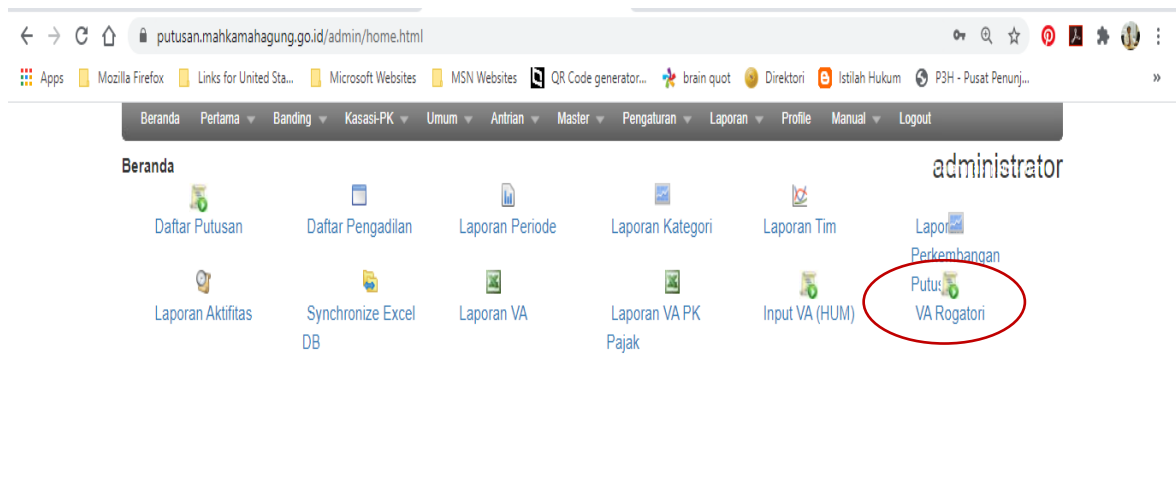 putusan.mahkamahagung.go.id/admin/home.html
Apps Mozilla Firefox Links for United Sta... Microsoft Websites MSN Websites QR Code generator... brain quot Direktori Istilah Hukum P3H - Pusat Penunj... »
Beranda Pertama Banding Kasasi-PK Umum Antrian Master Pengaturan Laporan Profile Manual Logout
Beranda administrator
Daftar Putusan Daftar Pengadilan Laporan Periode Laporan Kategori Laporan Tim
Perkembangan
Laporan Aktifitas Synchronize Excel Laporan VA Laporan VA PK Input VA (HUM) VA Rogatori
DB Pajak